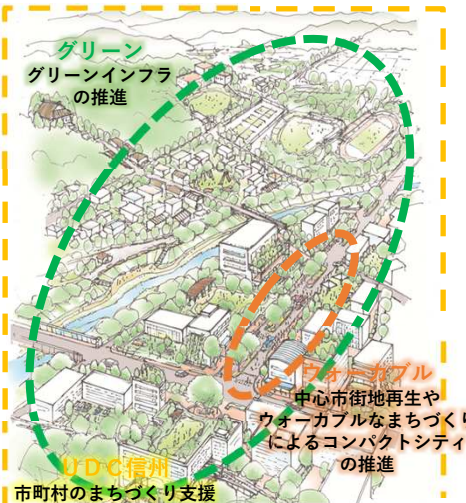 グリーン
グリーンインフラ
の推進
ウォーカブル
中心市街地再生や
ウォーカブルなまちづくり
によるコンパクトシティ
の推進
UDC信州
市町村のまちづくり支援